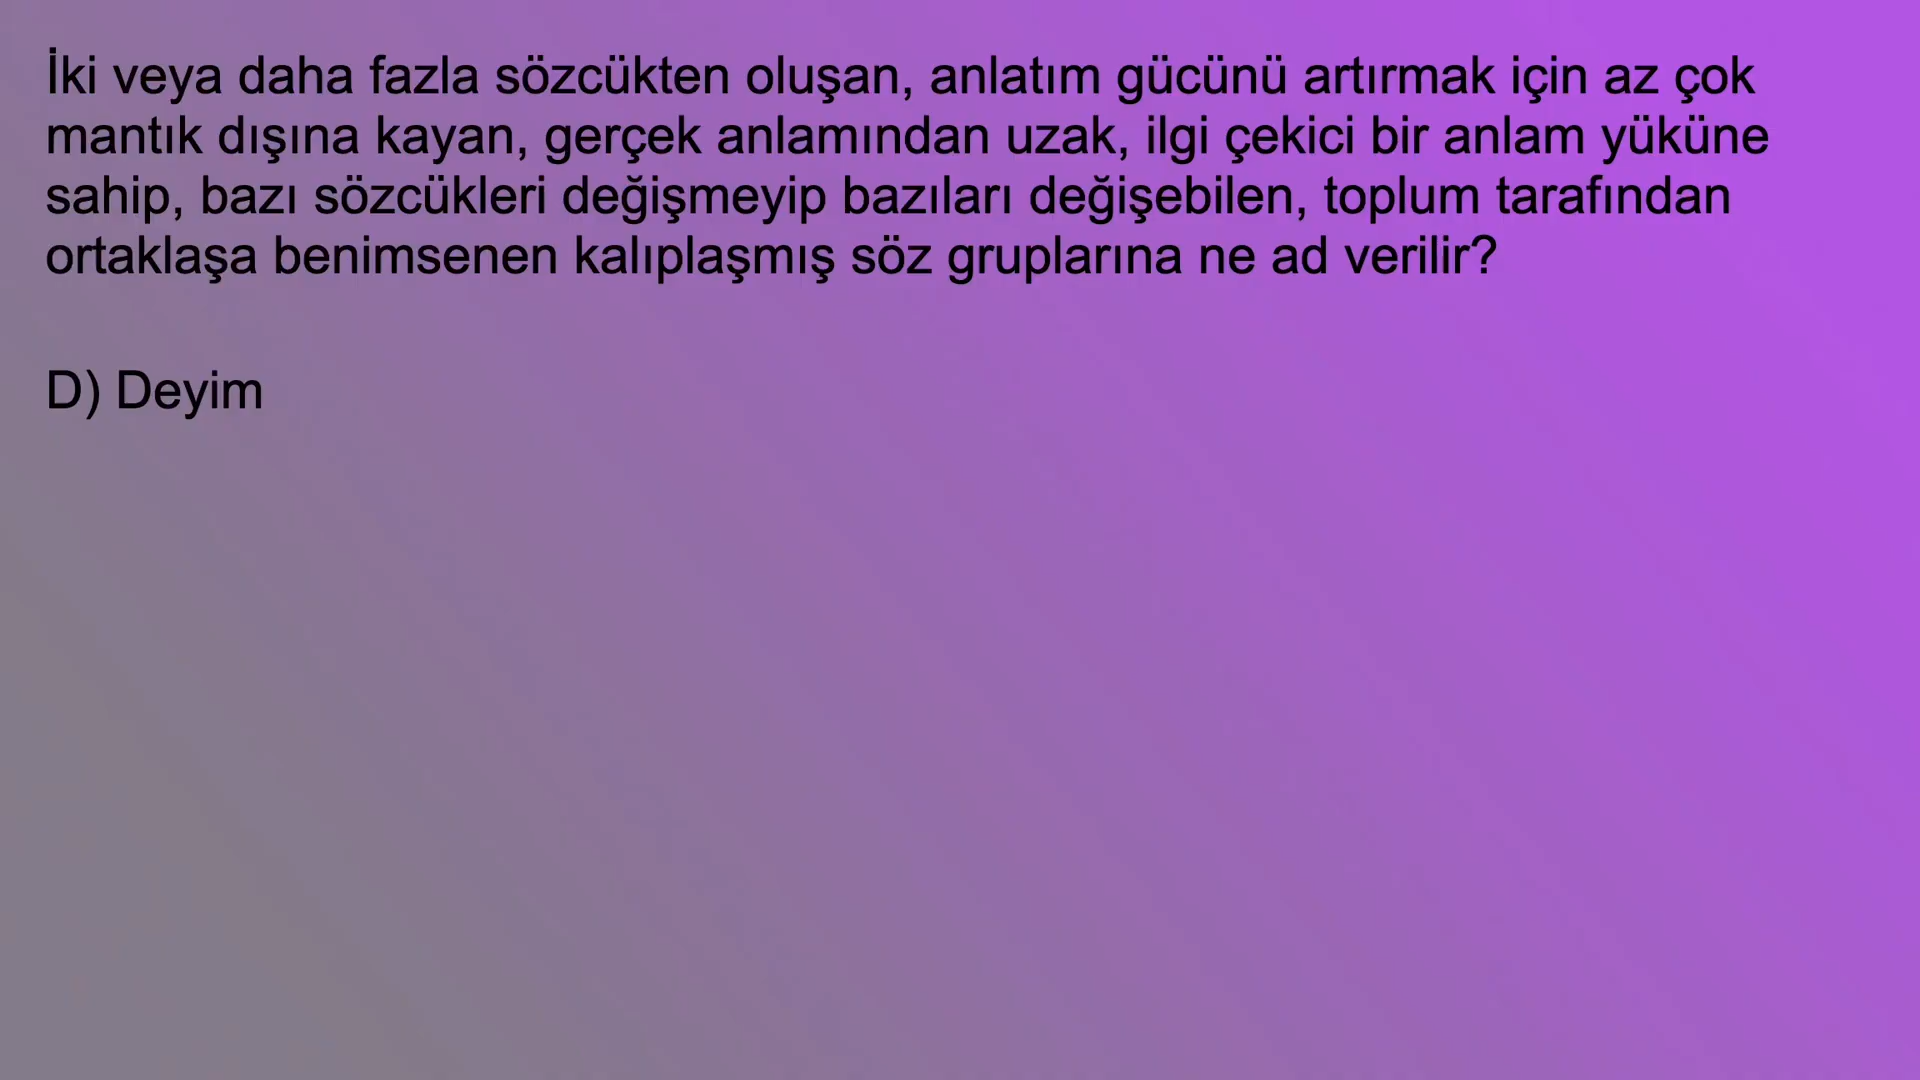 İki veya daha fazla sözcükten oluşan, anlatım gücünü artırmak için az çok
mantık dışına kayan, gerçek anlamından uzak, ilgi çekici bir anlam yüküne
sahip, bazı sözcükleri değişmeyip bazıları değişebilen, toplum tarafından
ortaklaşa benimsenen kalıplaşmış söz gruplarına ne ad verilir?
D) Deyim